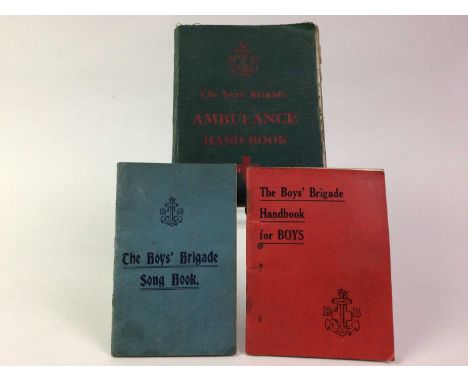 The Boys' Brigade
AMBULANCE
HAND-BOOK
The Boys' Brigade
Song Book.
The Boys' Brigade
Handbook
for BOYS
B B